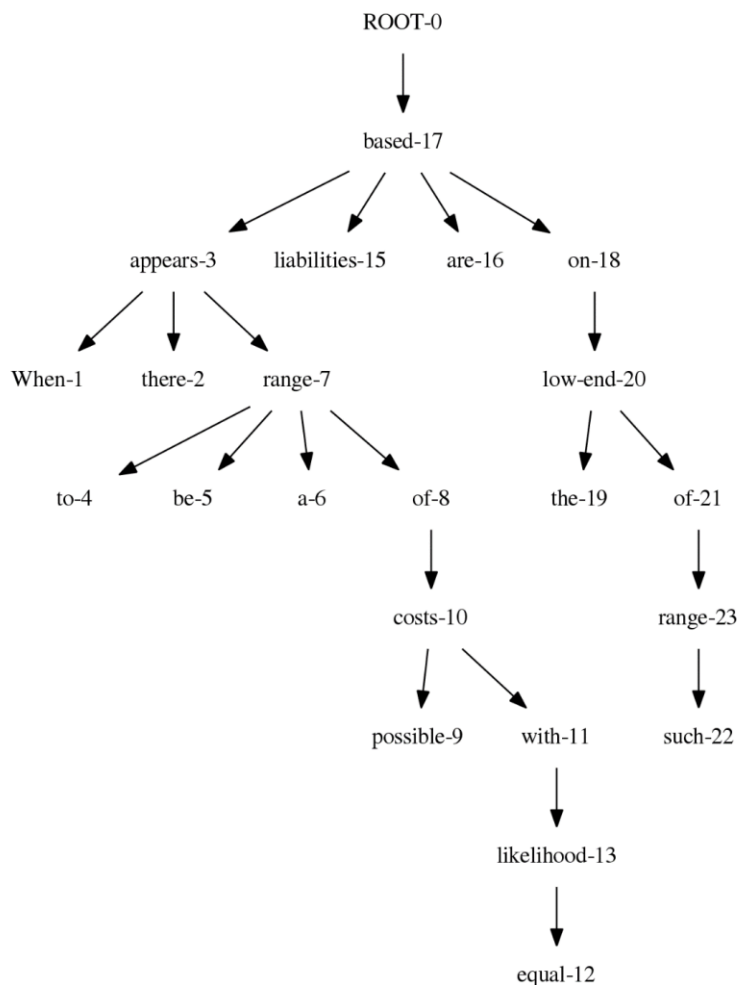 ROOT-0
based-17
appears-3 liabilities-15 are-16 on-18
When-1 there-2 range-7 low-end-20
to-4 be-5 a-6 of-8 the-19 of-21
costs-10 range-23
possible-9 with-11 such-22
likelihood-13
equal-12